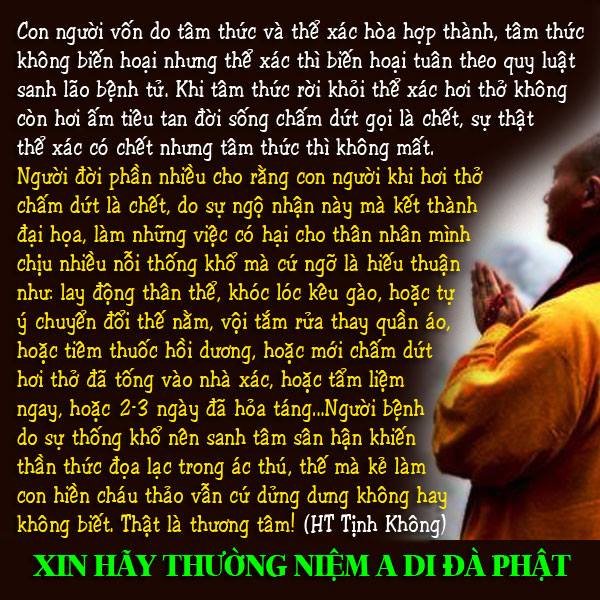 Con người vốn do tâm thức và thể xác hòa hợp thành, tâm thức
không biến hoại nhưng thể xác thì biến hoại tuân theo quy luật
sanh lão bệnh tử. Khi tâm thức rời khỏi thể xác hơi thở không
còn hơi ấm tiêu tan đời sống chấm dứt gọi là chết, sự thật
thể xác có chết nhưng tâm thức thì không mất.
Người đời phần nhiều cho rằng con người khi hơi thở
chấm dứt là chết, do sự ngộ nhận này mà kết thành
đại họa, làm những việc có hại cho thân nhân mình
chịu nhiều nỗi thống khổ mà cứ ngỡ là hiếu thuận
như: lay động thân thể, khóc lóc kêu gào, hoặc tự
ý chuyển đổi thế nằm, vội tắm rửa thay quần áo,
hoặc tiêm thuốc hồi dương, hoặc mới chấm dứt
hơi thở đã tống vào nhà xác, hoặc tẩm liệm
ngay, hoặc 2-3 ngày đã hỏa táng...Người bệnh
do sự thống khổ nên sanh tâm sân hận khiến
thần thức đọa lạc trong ác thú, thế mà kẻ làm
con hiền cháu thảo vẫn cứ dửng dưng không hay
không biết. Thật là thương tâm! (HT Tịnh Không)
XIN HÃY THƯỜNG NIỆM A DI ĐÀ PHẬT